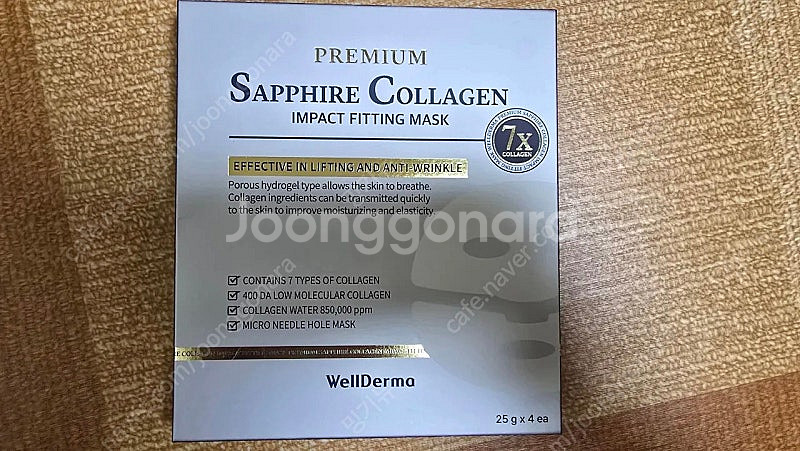 PREMIUM
SAPPHIRE COLLAGEN
IMPACT FITTING MASK
7x
COLLAGEN
EFFECTIVE IN LIFTING AND ANTI-WRINKLE
Porous hydrogel type allows the skin to breathe.
Collagen ingredients can be transmitted quickly
to the skin to improve moisturizing and elasticity.
Joonggonara
CONTAINS 7 TYPES OF COLLAGEN
400 DA LOW MOLECULAR COLLAGEN
COLLAGEN WATER 850,000 ppm
MICRO NEEDLE HOLE MASK
WellDerma
25 g x 4 ea
cafe.naver.com/joonggonara